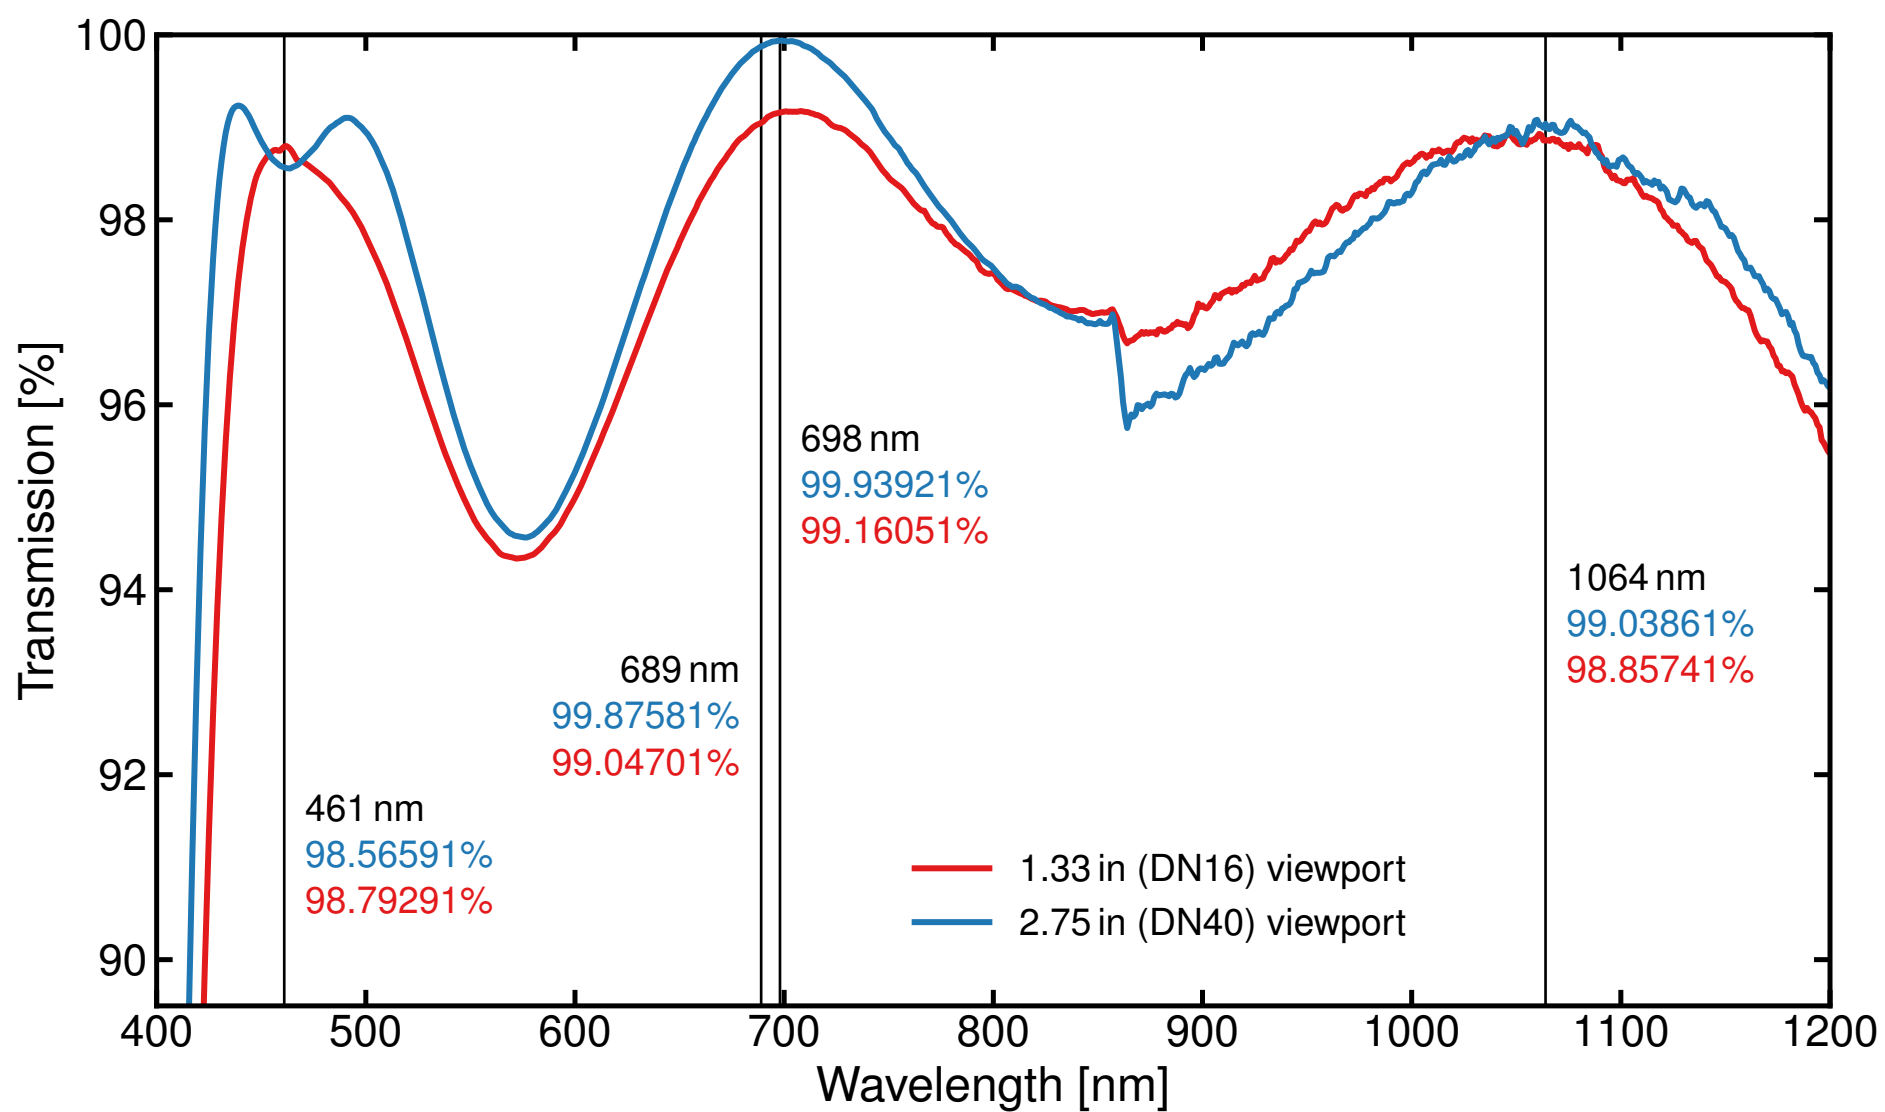 100
98
96
94
92
90
Transmission [%]
698 nm
99.93921%
99.16051%
1064 nm
99.03861%
98.85741%
689 nm
99.87581%
99.04701%
461 nm
98.56591%
98.79291%
1.33 in (DN16) viewport
2.75 in (DN40) viewport
400 500 600 700 800 900 1000 1100 1200
Wavelength [nm]